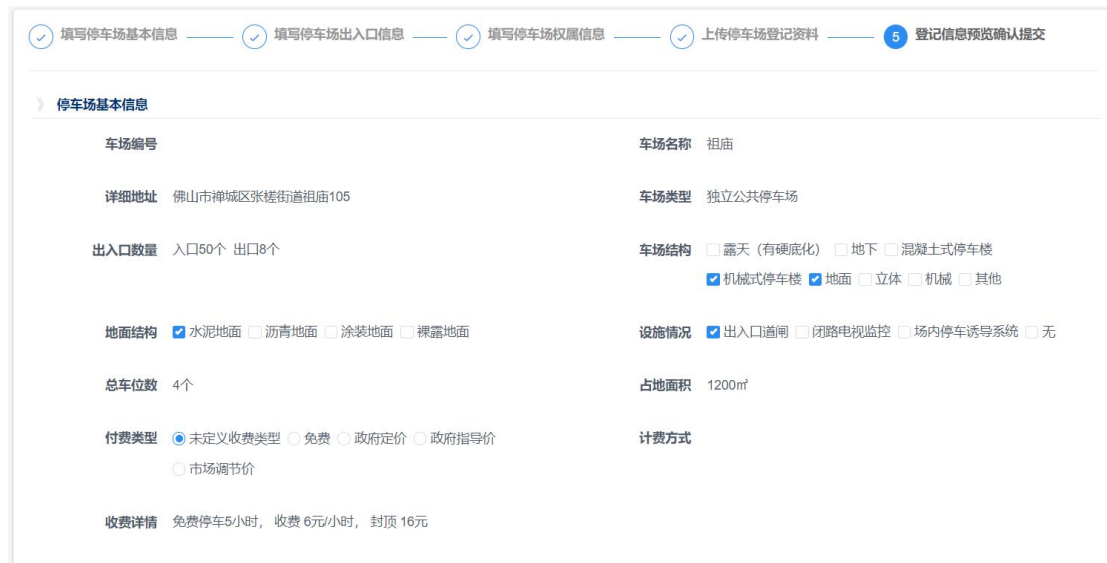 填写停车场基本信息 填写停车场出入口信息 填写停车场权属信息 上传停车场登记资料 5 登记信息预览确认提交
停车场基本信息
车场编号 车场名称 祖庙
详细地址 佛山市禅城区张槎街道祖庙105 车场类型 独立公共停车场
出入口数量 入口50个 出口8个 车场结构 露天（有硬底化） 地下 混凝土式停车楼
机械式停车楼 地面 立体 机械 其他
地面结构 水泥地面 沥青地面 涂装地面 裸露地面 设施情况 出入口道闸 闭路电视监控 场内停车诱导系统 无
总车位数 4个 占地面积 1200㎡
付费类型 未定义收费类型 免费 政府定价 政府指导价 计费方式
市场调节价
收费详情 免费停车5小时， 收费 6元/小时， 封顶 16元